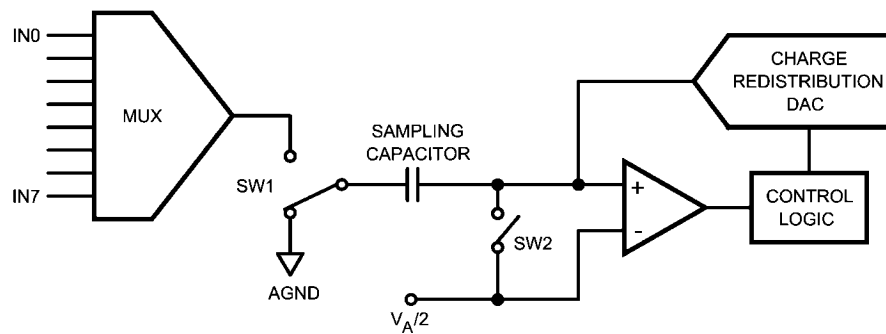 IN0
MUX
IN7
SW1
AGND
SAMPLING
CAPACITOR
SW2
V_A/2
+
-
CHARGE
REDISTRIBUTION
DAC
CONTROL
LOGIC